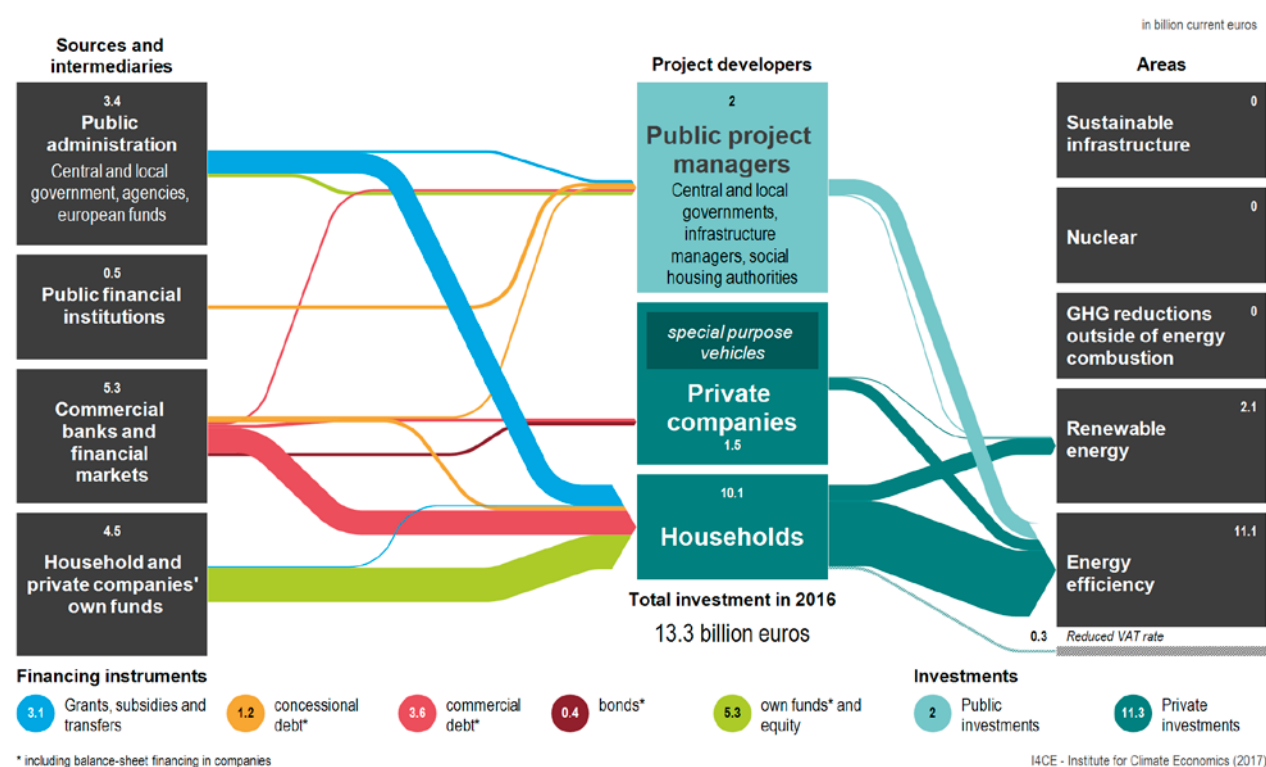 in billion current euros
Sources and
intermediaries
Project developers
Areas
3.4
Public
administration
Central and local
government, agencies,
european funds
0.5
Public financial
institutions
5.3
Commercial
banks and
financial
markets
4.5
Household and
private companies'
own funds
2
Public project
managers
Central and local
governments,
infrastructure
managers, social
housing authorities
special purpose
vehicles
Private
companies
1.5
10.1
Households
Total investment in 2016
13.3 billion euros
0
Sustainable
infrastructure
0
Nuclear
0
GHG reductions
outside of energy
combustion
2.1
Renewable
energy
11.1
Energy
efficiency
0.3 Reduced VAT rate
Financing instruments
3.1 Grants, subsidies and
transfers
1.2 concessional
debt*
3.6 commercial
debt*
0.4 bonds*
5.3 own funds* and
equity
Investments
2 Public
investments
11.3 Private
investments
* including balance-sheet financing in companies
I4CE - Institute for Climate Economics (2017)